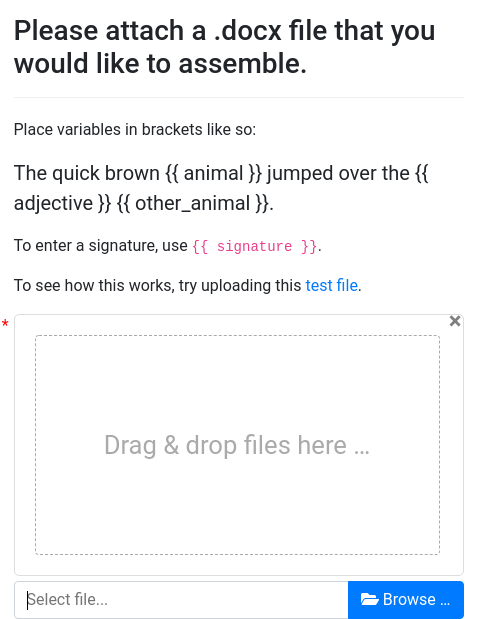 Please attach a .docx file that you
would like to assemble.
Place variables in brackets like so:
The quick brown {{ animal }} jumped over the {{
adjective }} {{ other_animal }}.
To enter a signature, use {{ signature }}.
To see how this works, try uploading this test file.
*
×
Drag & drop files here …
Select file...
Browse …